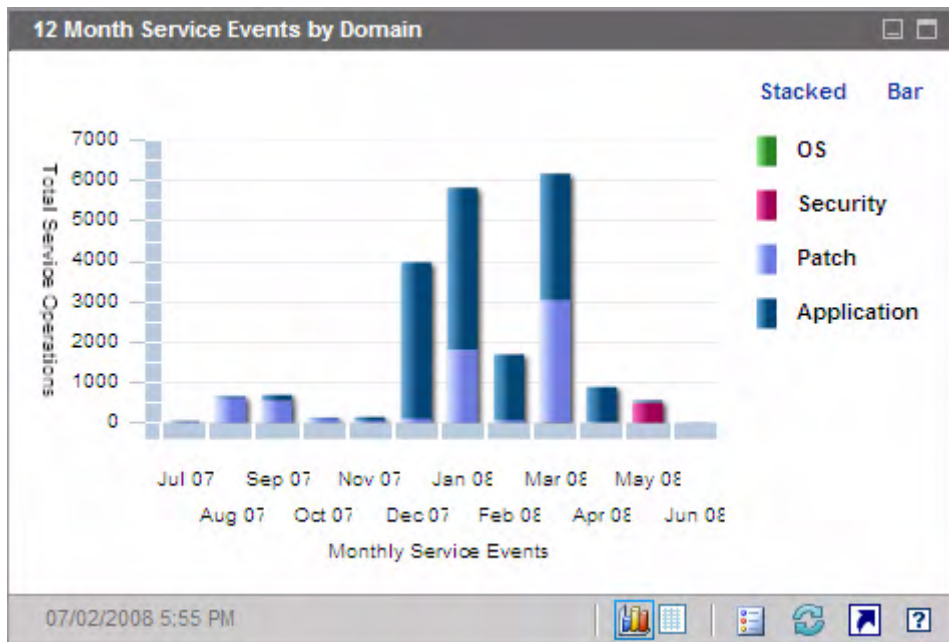 12 Month Service Events by Domain
Stacked Bar
OS
Security
Patch
Application
Total Service Operations
7000
6000
5000
4000
3000
2000
1000
0
Jul 07 Sep 07 Nov 07 Jan 08 Mar 08 May 08
Aug 07 Oct 07 Dec 07 Feb 08 Apr 08 Jun 08
Monthly Service Events
07/02/2008 5:55 PM
?